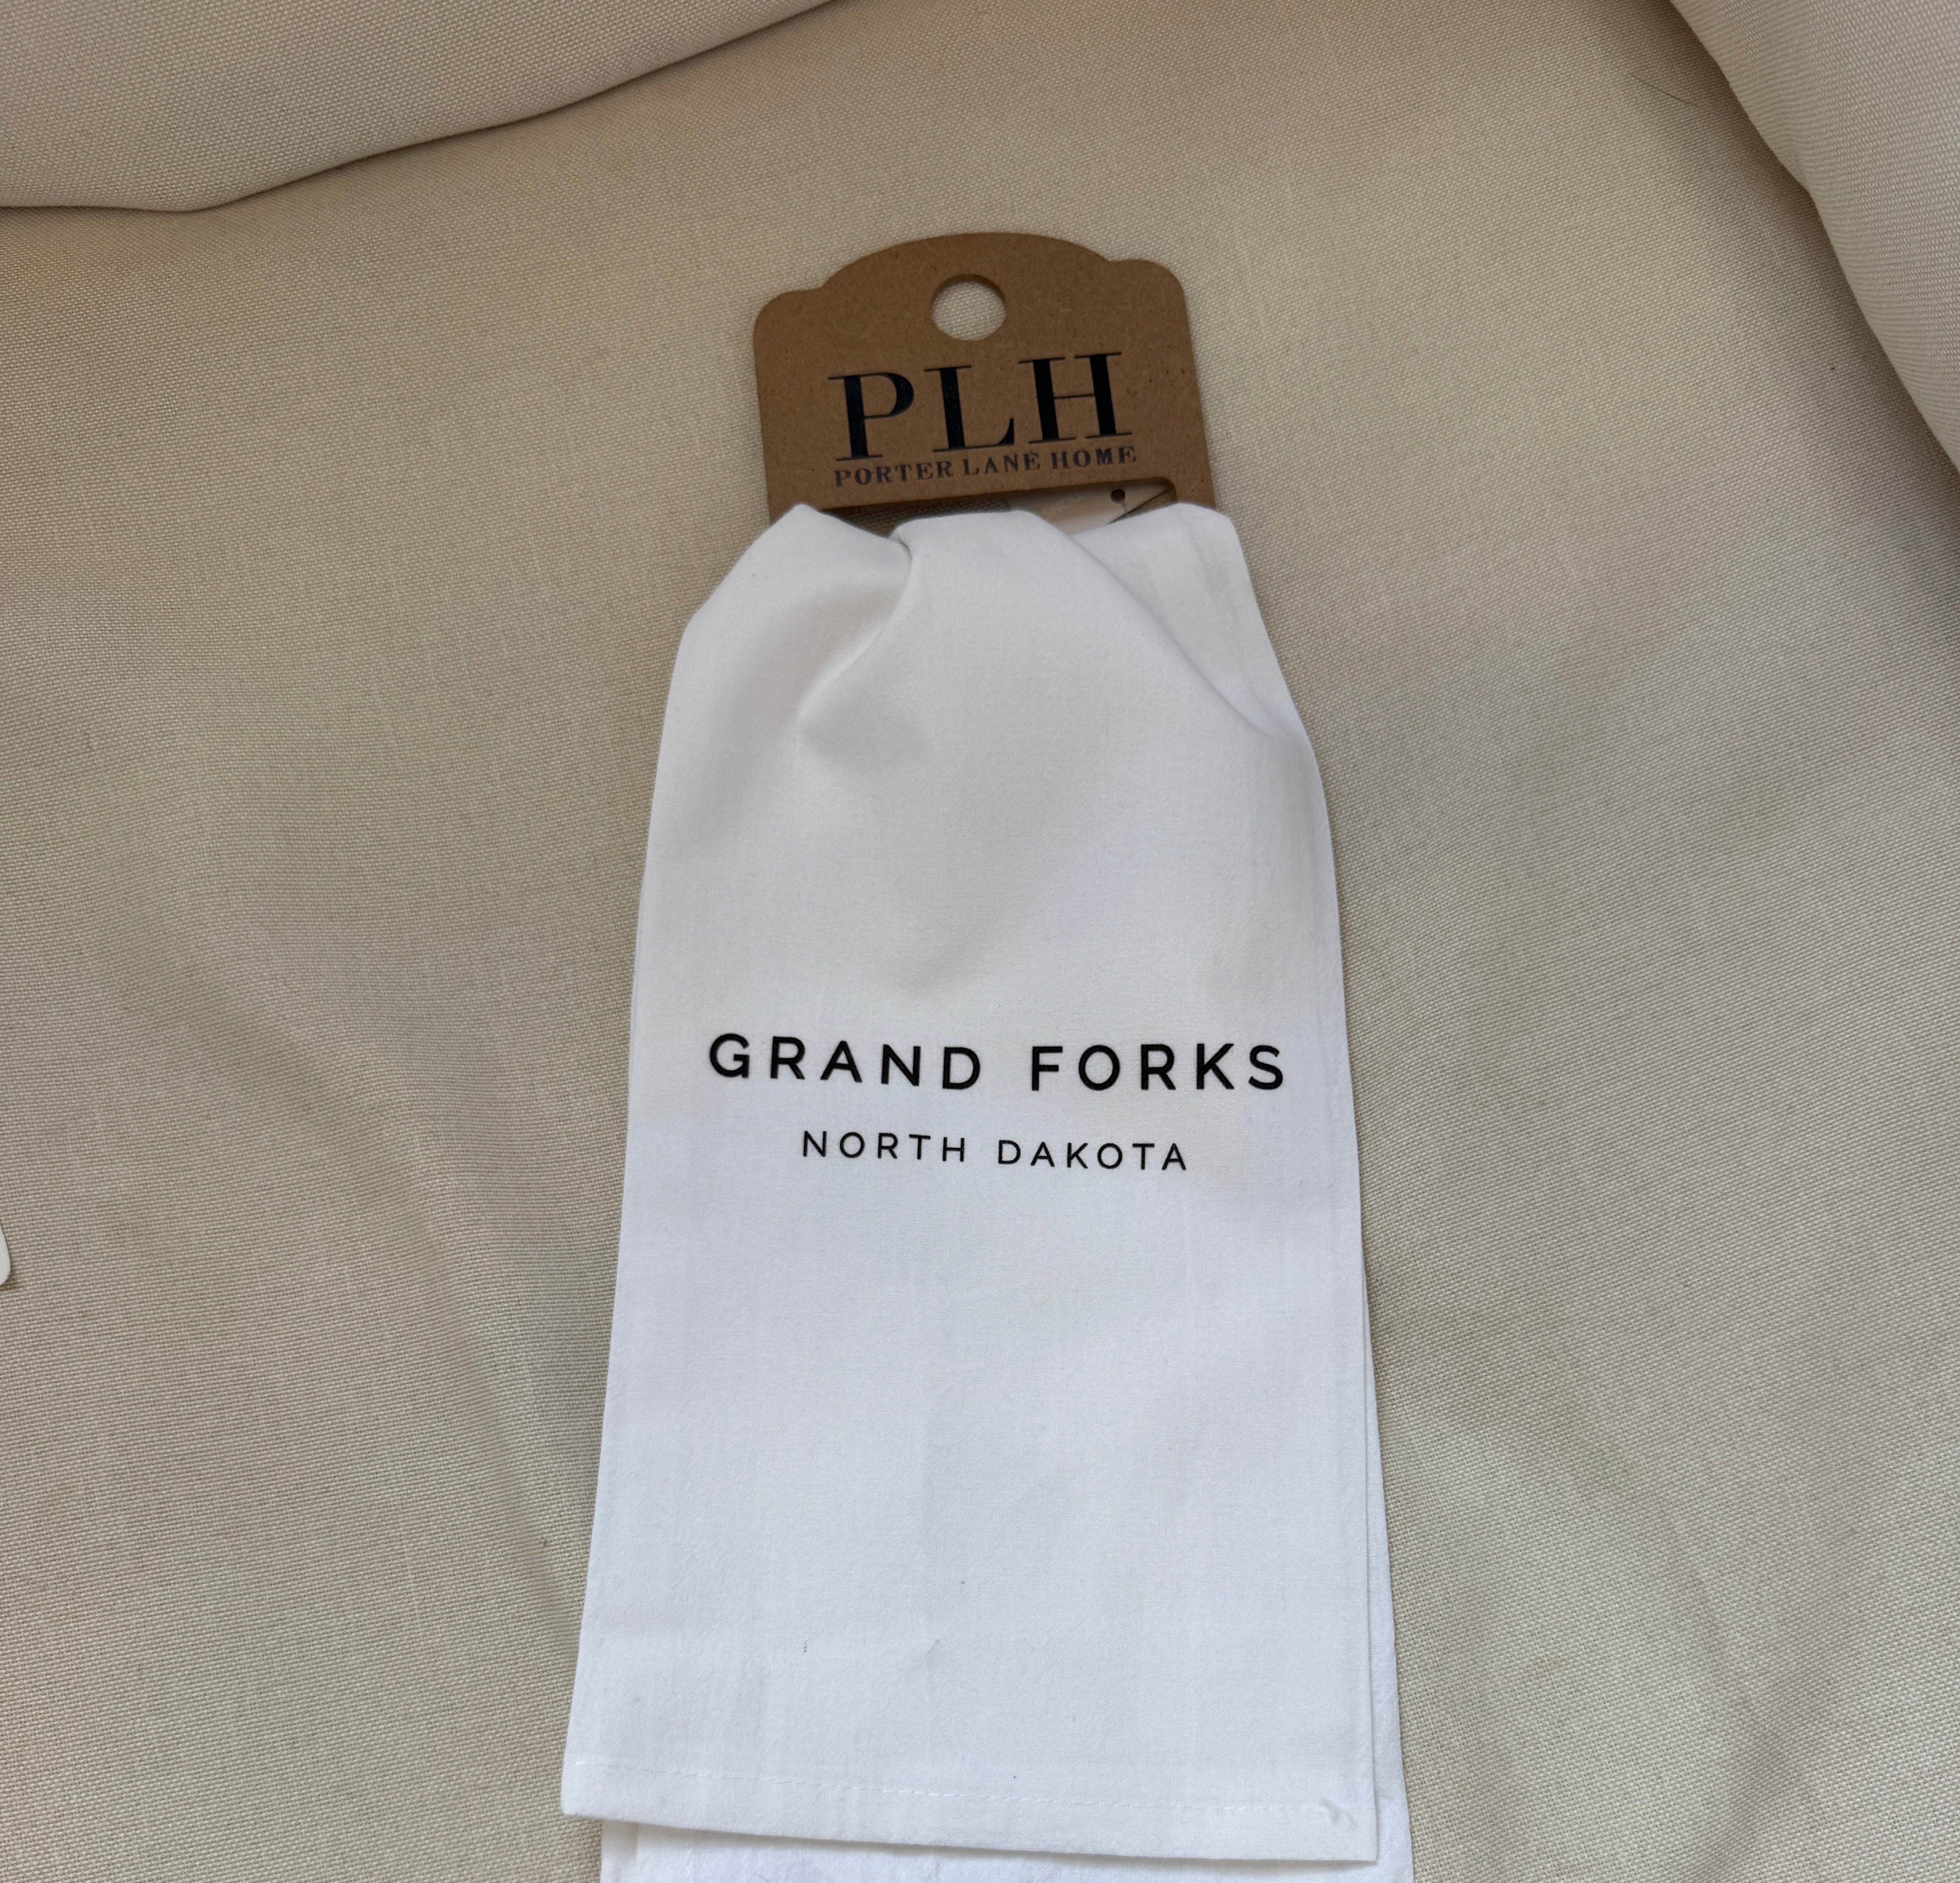 PLH
PORTER LANE HOME
GRAND FORKS
NORTH DAKOTA